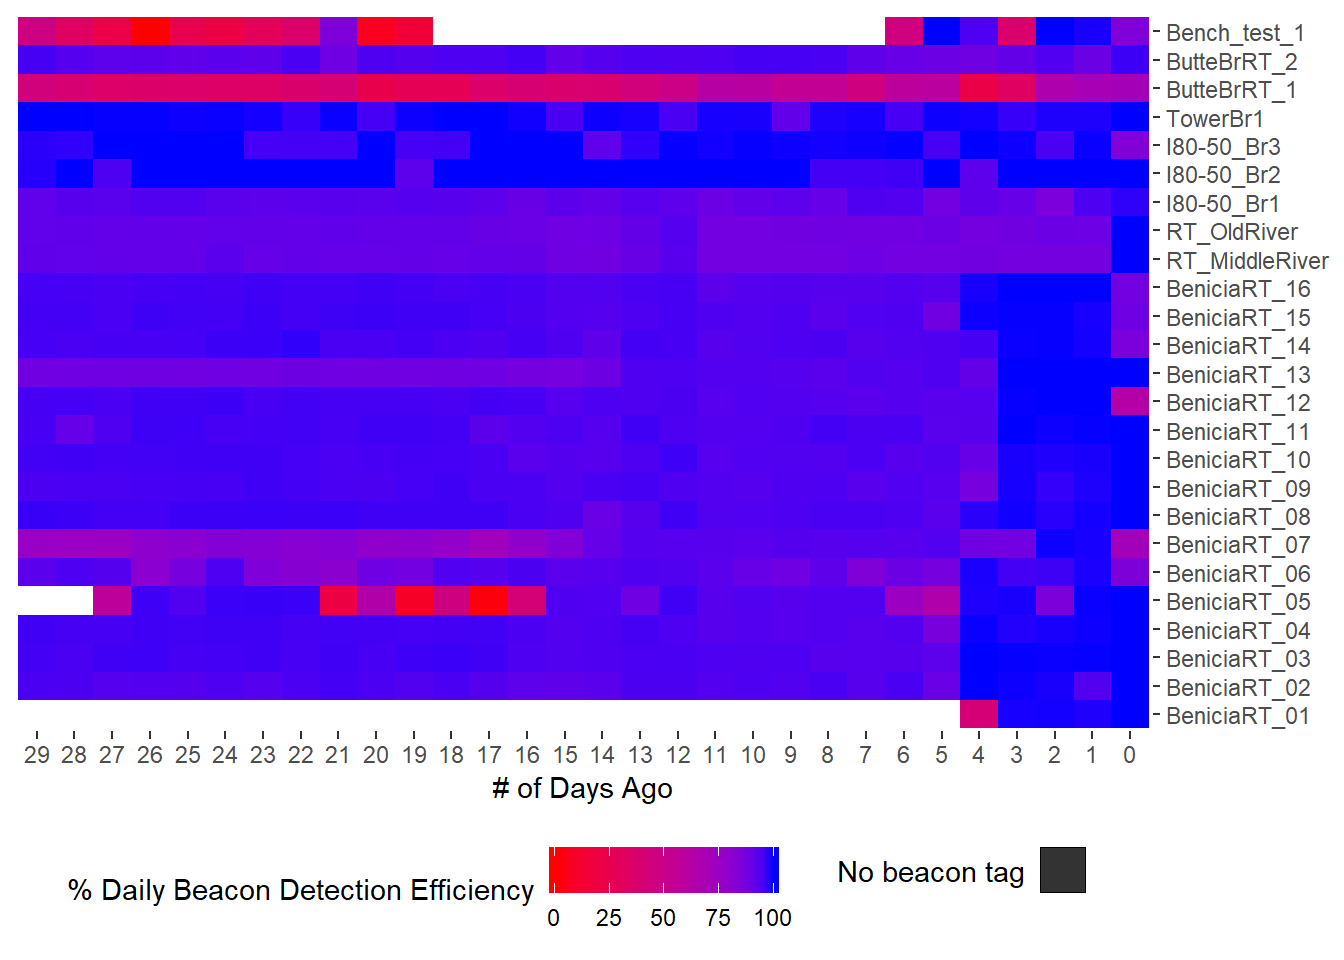 Bench_test_1
ButteBrRT_2
ButteBrRT_1
TowerBr1
I80-50_Br3
I80-50_Br2
I80-50_Br1
RT_OldRiver
RT_MiddleRiver
BeniciaRT_16
BeniciaRT_15
BeniciaRT_14
BeniciaRT_13
BeniciaRT_12
BeniciaRT_11
BeniciaRT_10
BeniciaRT_09
BeniciaRT_08
BeniciaRT_07
BeniciaRT_06
BeniciaRT_05
BeniciaRT_04
BeniciaRT_03
BeniciaRT_02
BeniciaRT_01
29 28 27 26 25 24 23 22 21 20 19 18 17 16 15 14 13 12 11 10 9 8 7 6 5 4 3 2 1 0
# of Days Ago
% Daily Beacon Detection Efficiency
0 25 50 75 100
No beacon tag